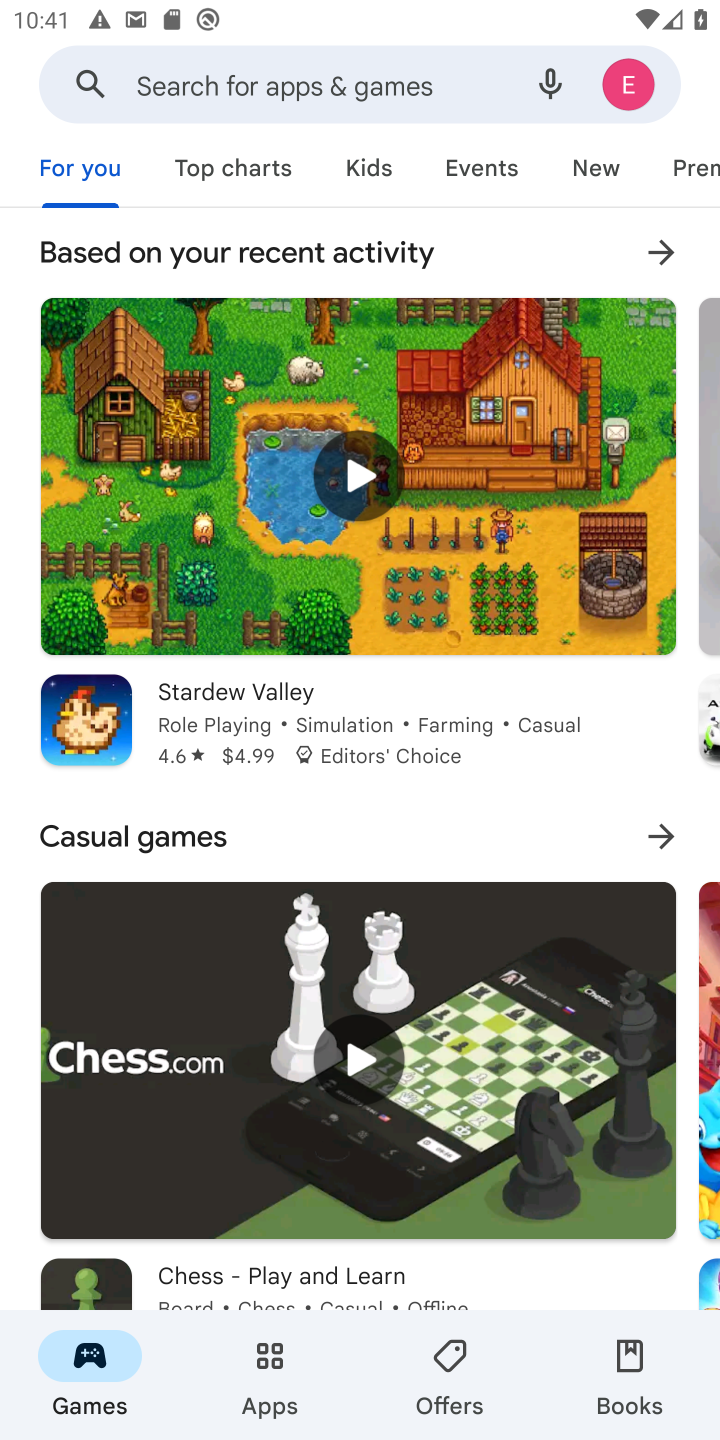 10:41
Search for apps & games
E
For you
Top charts
Kids
Events
New
Prem
Based on your recent activity
Stardew Valley
Role Playing • Simulation • Farming • Casual
4.6★ $4.99 Editors' Choice
Casual games
Chess.com
Chess - Play and Learn
Board • Chess • Casual • Offline
Games
Apps
Offers
Books